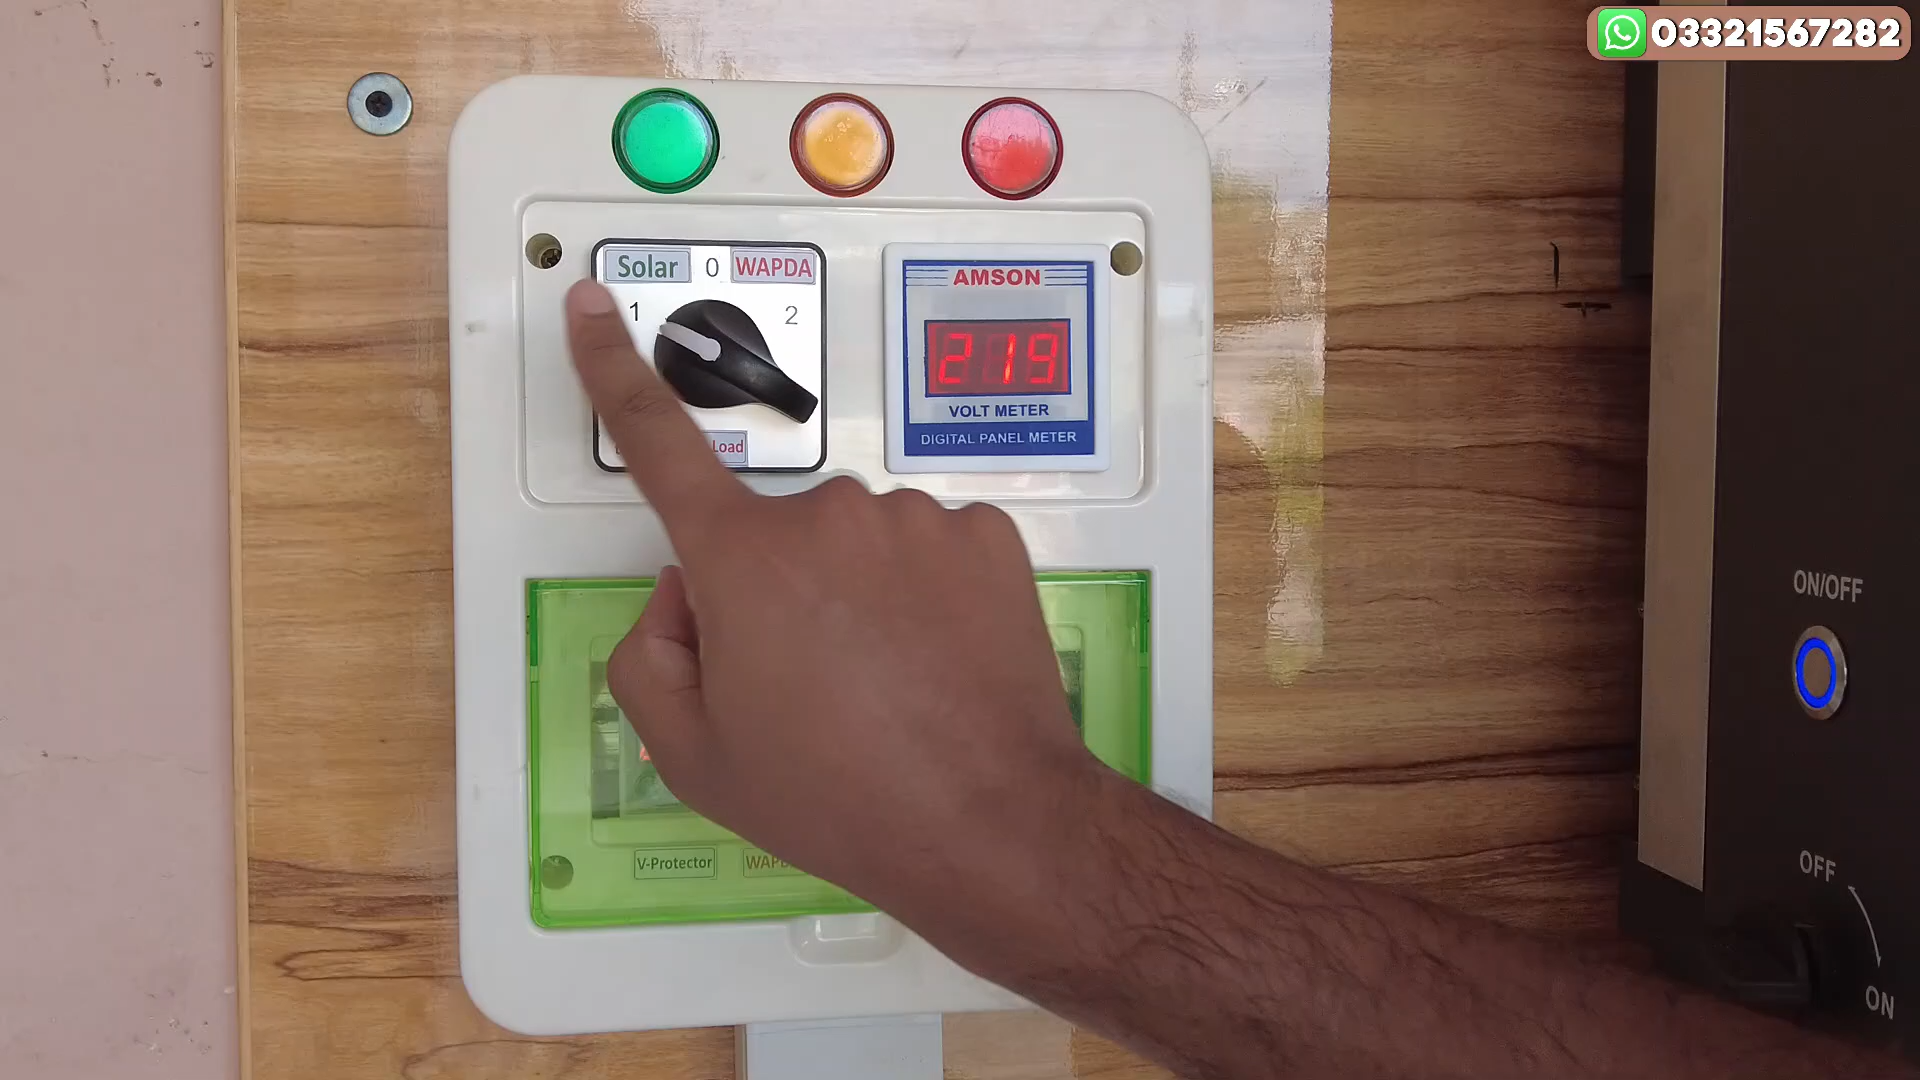 03321567282
Solar 0 WAPDA
1 2
Load
AMSON
219
VOLT METER
DIGITAL PANEL METER
V-Protector
ON/OFF
OFF
ON